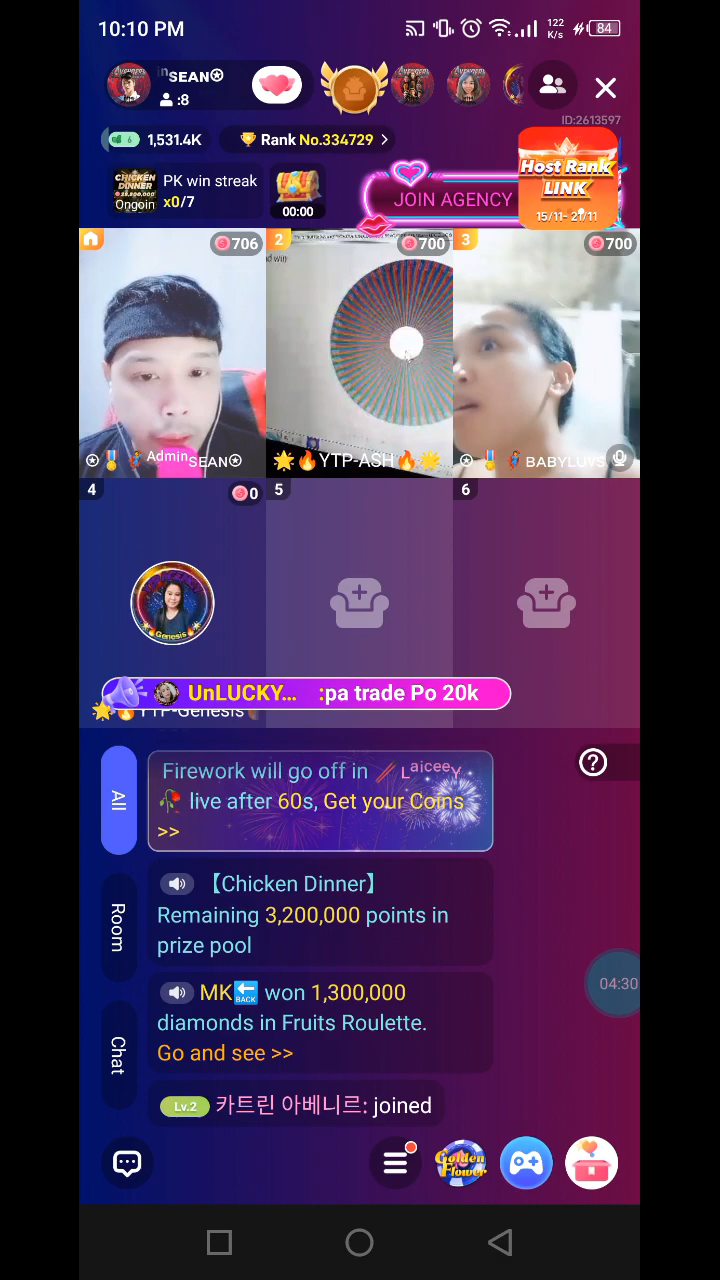 10:10 PM
122
K/s
84
SEAN✪
:8
ID:2613597
6
1,531.4K
Rank No.334729 >
CHICKEN
DINNER
Ongoin
PK win streak
x0/7
00:00
JOIN AGENCY
Host Rank
LINK
15/11- 21/11
706
2
700
3
700
✪🏅 Admin SEAN✪
🌟🔥YTP-ASH🔥🌟
✪🏅 BABYLUVS
4
0
5
6
Genesis
UnLUCKY... :pa trade Po 20k
🌟🔥YTP-Genesis
All
Firework will go off in ᴸᵃⁱᶜᵉᵉʸ
🥀 live after 60s, Get your Coins
>>
【Chicken Dinner】
Remaining 3,200,000 points in
prize pool
Room
MK🔙 won 1,300,000
diamonds in Fruits Roulette.
Go and see >>
04:30
Chat
Lv.2 카트린 아베니르: joined
Golden
Flower